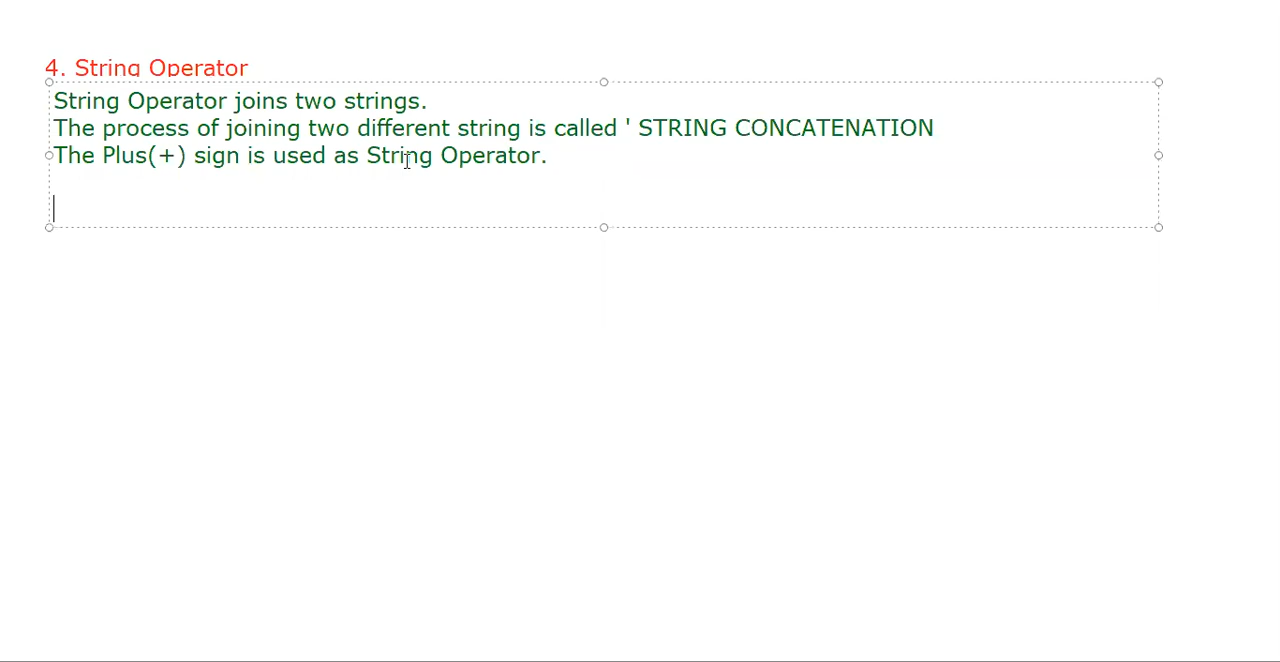 4. String Operator
String Operator joins two strings.
The process of joining two different string is called ' STRING CONCATENATION
The Plus(+) sign is used as String Operator.